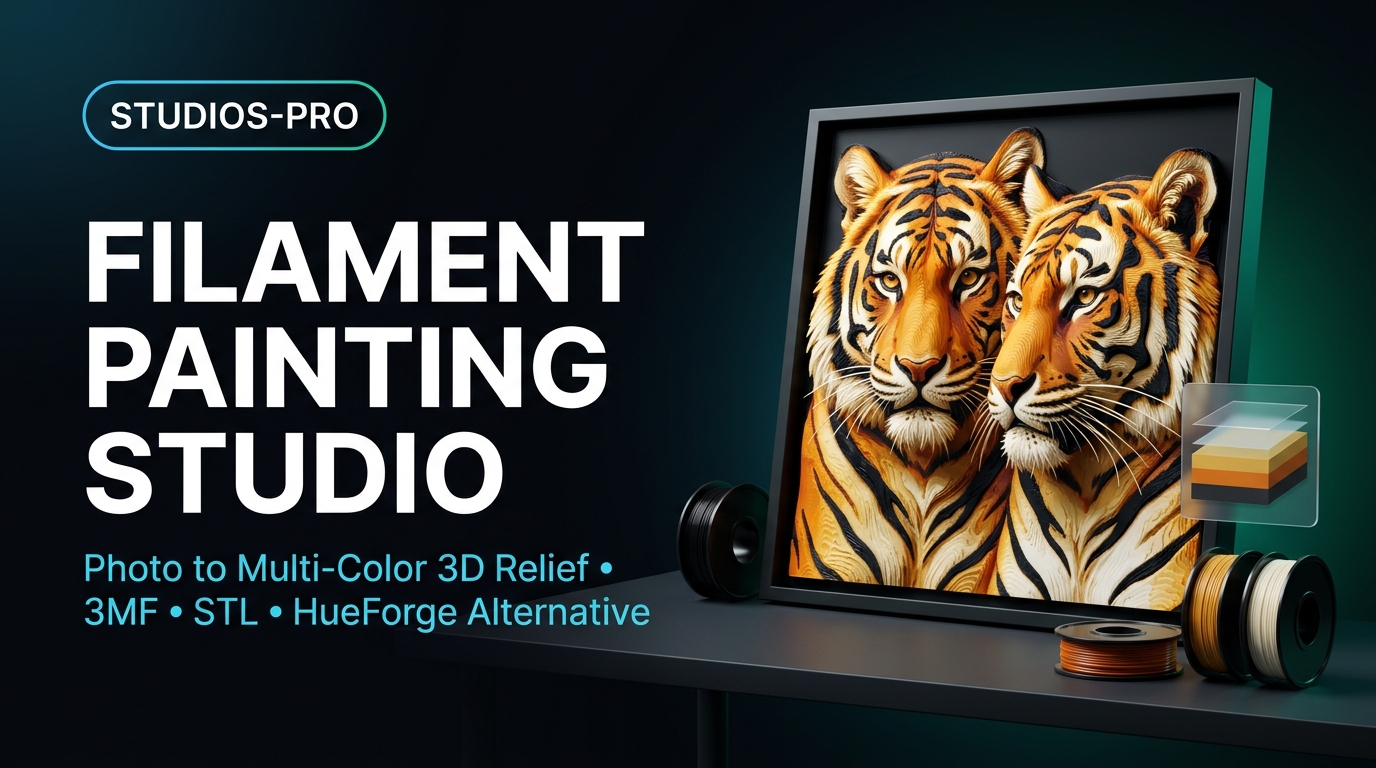 STUDIOS-PRO
FILAMENT
PAINTING
STUDIO
Photo to Multi-Color 3D Relief •
3MF • STL • HueForge Alternative